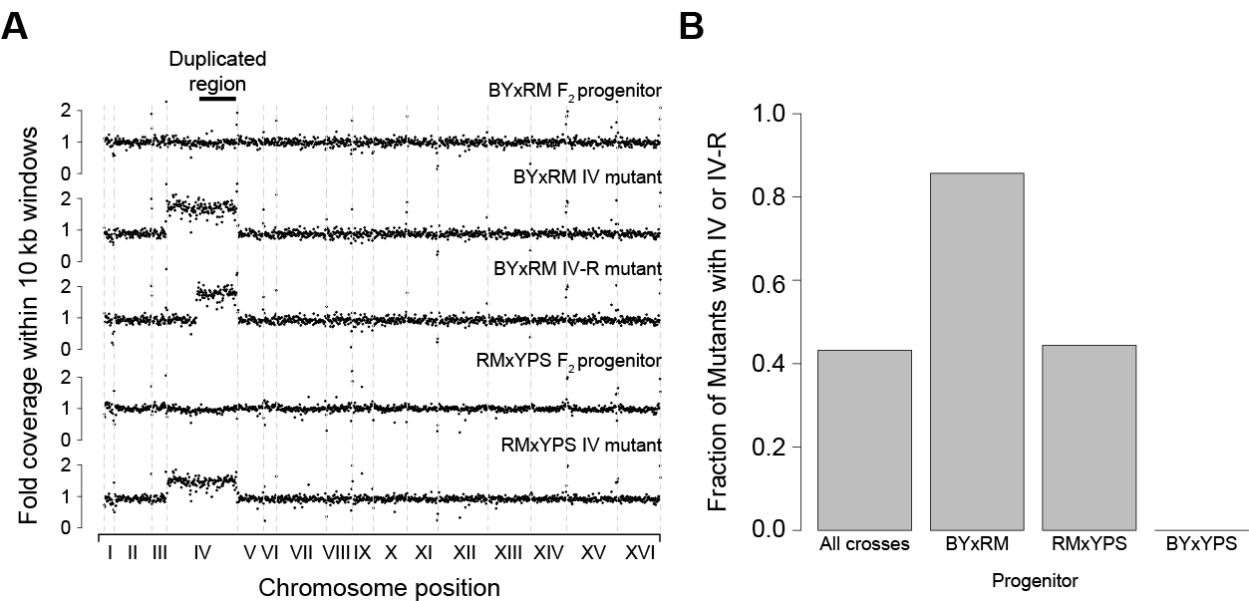 A
Duplicated
region
Fold coverage within 10 kb windows
BYxRM F2 progenitor
2
1
0
BYxRM IV mutant
2
1
0
BYxRM IV-R mutant
2
1
0
RMxYPS F2 progenitor
2
1
0
RMxYPS IV mutant
2
1
0
I II III IV V VI VII VIII IX X XI XII XIII XIV XV XVI
Chromosome position
B
Fraction of Mutants with IV or IV-R
1.0
0.8
0.6
0.4
0.2
0.0
All crosses BYxRM RMxYPS BYxYPS
Progenitor